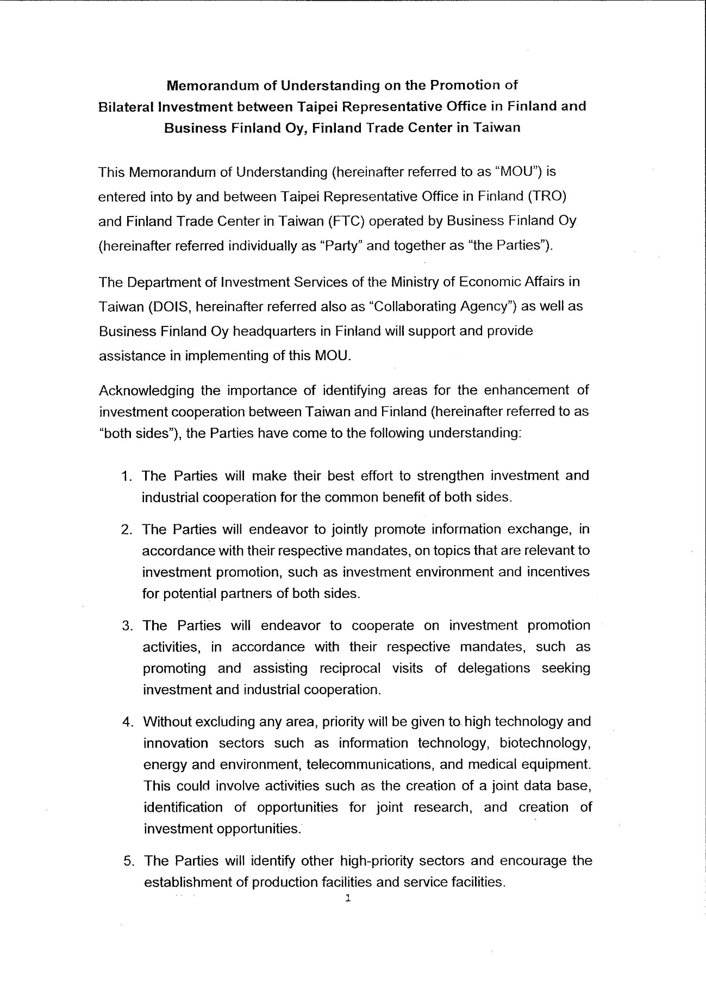 Memorandum of Understanding on the Promotion of
Bilateral Investment between Taipei Representative Office in Finland and
Business Finland Oy, Finland Trade Center in Taiwan
This Memorandum of Understanding (hereinafter referred to as “MOU”) is
entered into by and between Taipei Representative Office in Finland (TRO)
and Finland Trade Center in Taiwan (FTC) operated by Business Finland Oy
(hereinafter referred individually as “Party” and together as “the Parties”).
The Department of Investment Services of the Ministry of Economic Affairs in
Taiwan (DOIS, hereinafter referred also as “Collaborating Agency”) as well as
Business Finland Oy headquarters in Finland will support and provide
assistance in implementing of this MOU.
Acknowledging the importance of identifying areas for the enhancement of
investment cooperation between Taiwan and Finland (hereinafter referred to as
“both sides”), the Parties have come to the following understanding:
1. The Parties will make their best effort to strengthen investment and
industrial cooperation for the common benefit of both sides.
2. The Parties will endeavor to jointly promote information exchange, in
accordance with their respective mandates, on topics that are relevant to
investment promotion, such as investment environment and incentives
for potential partners of both sides.
3. The Parties will endeavor to cooperate on investment promotion
activities, in accordance with their respective mandates, such as
promoting and assisting reciprocal visits of delegations seeking
investment and industrial cooperation.
4. Without excluding any area, priority will be given to high technology and
innovation sectors such as information technology, biotechnology,
energy and environment, telecommunications, and medical equipment.
This could involve activities such as the creation of a joint data base,
identification of opportunities for joint research, and creation of
investment opportunities.
5. The Parties will identify other high-priority sectors and encourage the
establishment of production facilities and service facilities.
1